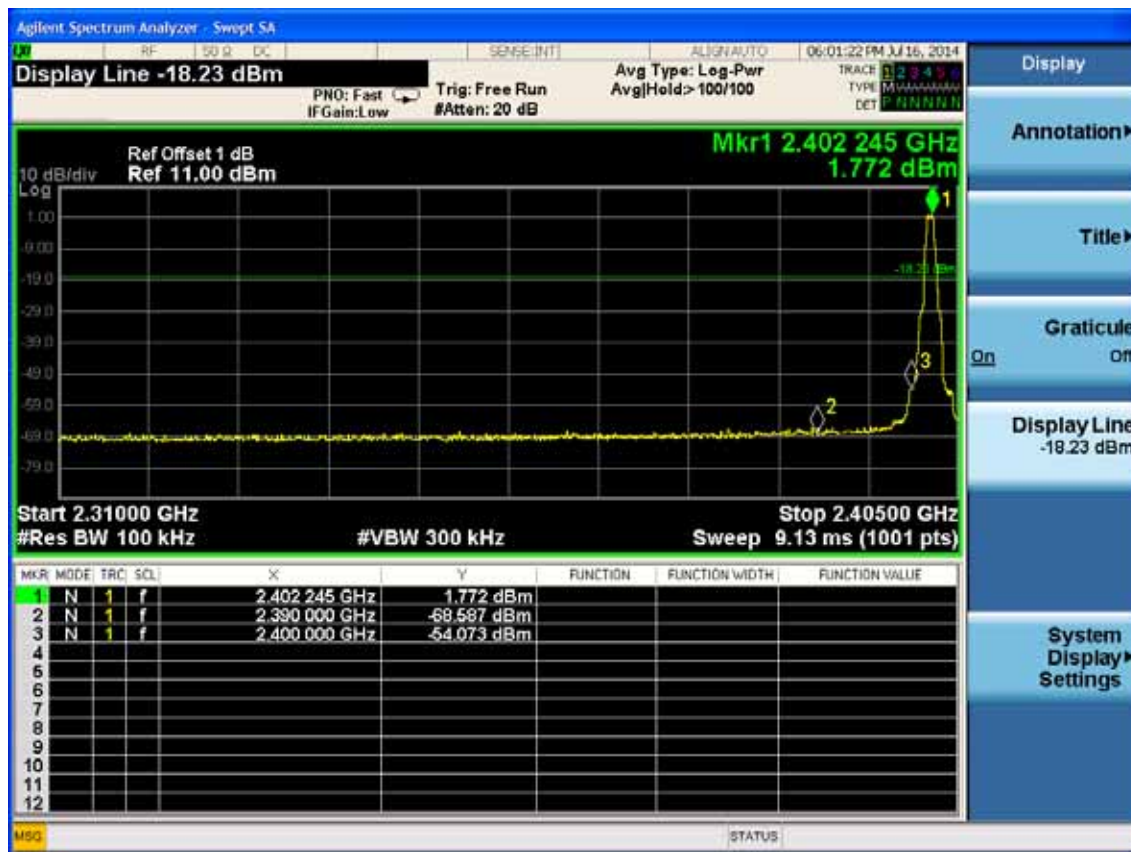 Agilent Spectrum Analyzer - Swept SA
RF 50 Ω DC SENSE:INT ALIGN AUTO 06:01:22 PM Jul 16, 2014
Display Line -18.23 dBm
PNO: Fast
IFGain:Low
Trig: Free Run
#Atten: 20 dB
Avg Type: Log-Pwr
Avg|Hold>100/100
TRACE 1 2 3 4 5 6
TYPE M
DET P N N N N N
Display
Mkr1 2.402 245 GHz
1.772 dBm
Ref Offset 1 dB
10 dB/div Ref 11.00 dBm
Log
1
1.00
-9.00
-18.23 dBm
-19.0
-29.0
-39.0
3
-49.0
2
-59.0
-69.0
-79.0
Start 2.31000 GHz Stop 2.40500 GHz
#Res BW 100 kHz #VBW 300 kHz Sweep 9.13 ms (1001 pts)
MKR MODE TRC SCL X Y FUNCTION FUNCTION WIDTH FUNCTION VALUE
1 N 1 f 2.402 245 GHz 1.772 dBm
2 N 1 f 2.390 000 GHz -68.587 dBm
3 N 1 f 2.400 000 GHz -54.073 dBm
4
5
6
7
8
9
10
11
12
MSG STATUS
Annotation
Title
Graticule
On Off
Display Line
-18.23 dBm
System
Display
Settings